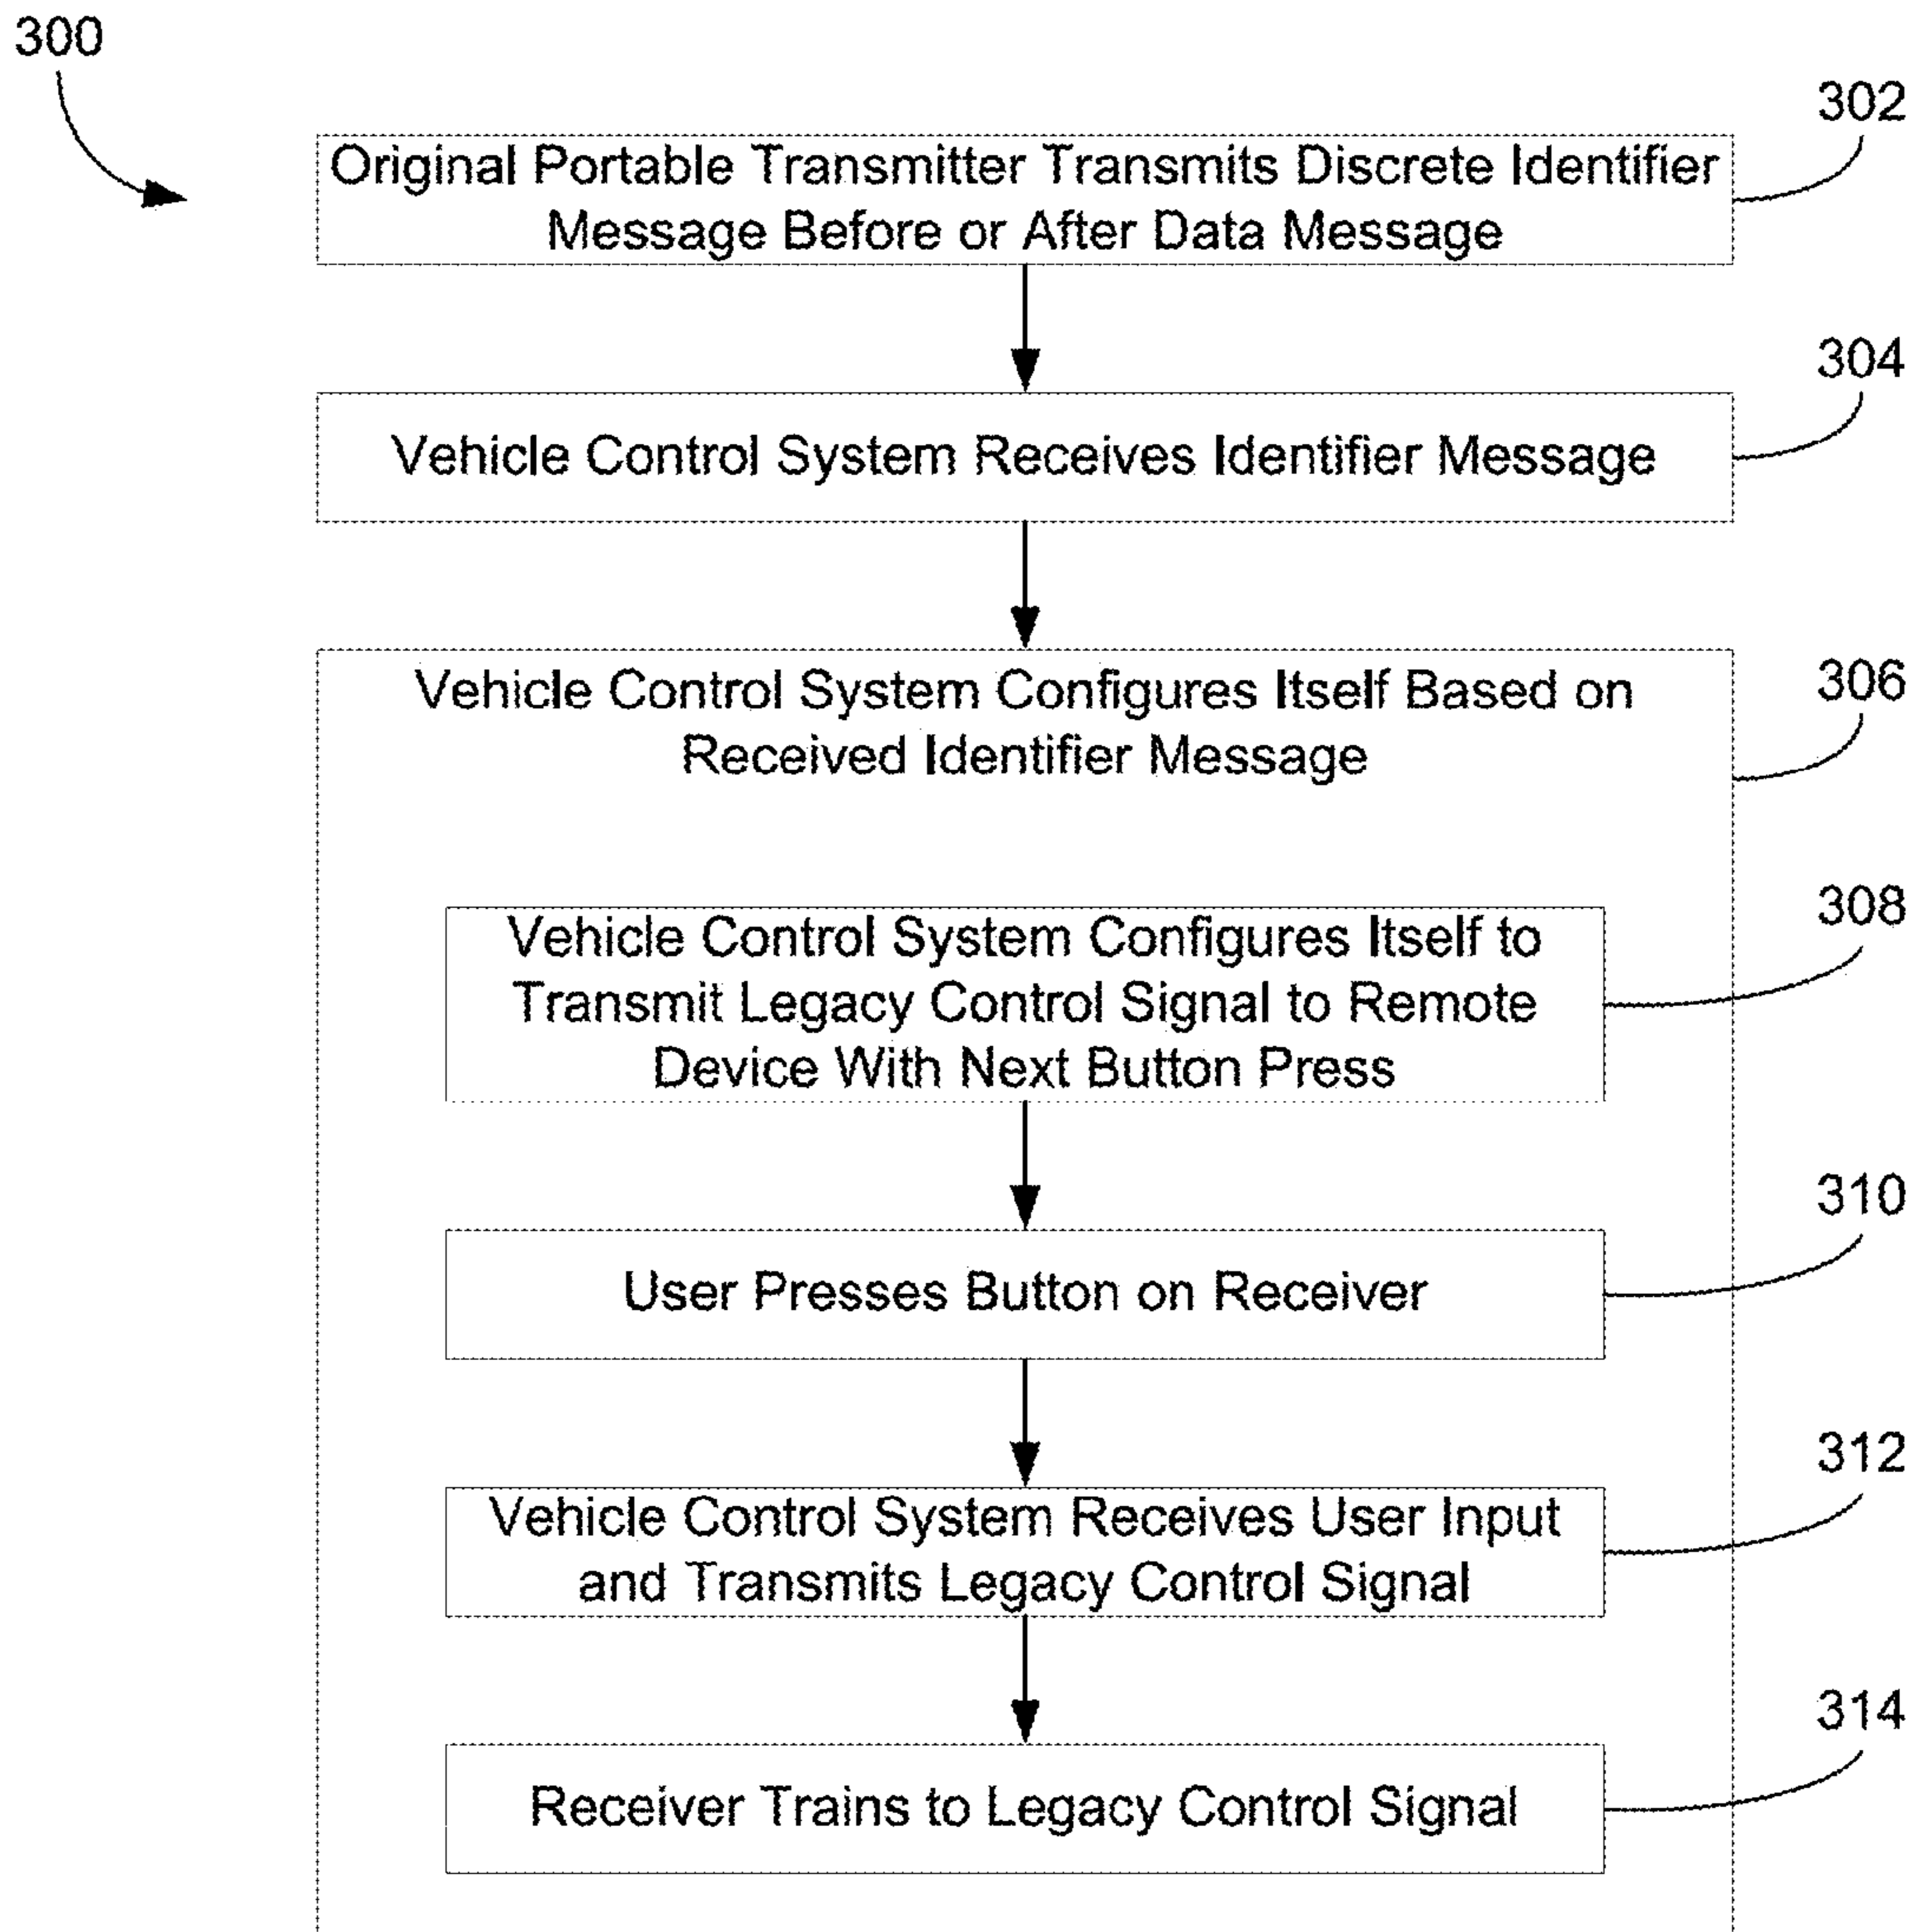 300
302
Original Portable Transmitter Transmits Discrete Identifier
Message Before or After Data Message
304
Vehicle Control System Receives Identifier Message
306
Vehicle Control System Configures Itself Based on
Received Identifier Message
308
Vehicle Control System Configures Itself to
Transmit Legacy Control Signal to Remote
Device With Next Button Press
310
User Presses Button on Receiver
312
Vehicle Control System Receives User Input
and Transmits Legacy Control Signal
314
Receiver Trains to Legacy Control Signal